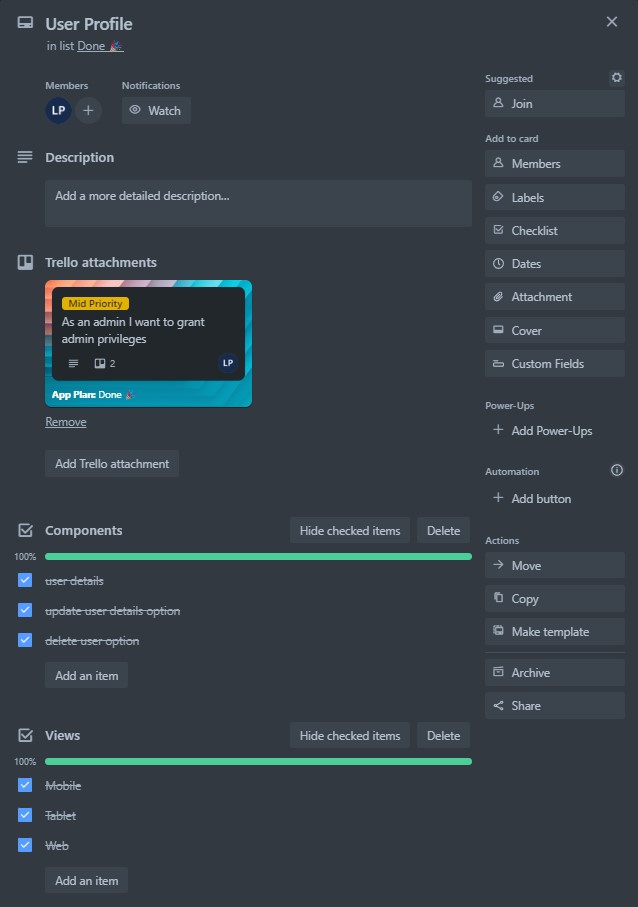 User Profile
in list Done 🎉
Members
Notifications
LP
Watch
Description
Add a more detailed description...
Trello attachments
Mid Priority
As an admin I want to grant
admin privileges
2
LP
App Plan: Done 🎉
Remove
Add Trello attachment
Components
Hide checked items
Delete
100%
user details
update user details option
delete user option
Add an item
Views
Hide checked items
Delete
100%
Mobile
Tablet
Web
Add an item
Suggested
Join
Add to card
Members
Labels
Checklist
Dates
Attachment
Cover
Custom Fields
Power-Ups
Add Power-Ups
Automation
Add button
Actions
Move
Copy
Make template
Archive
Share